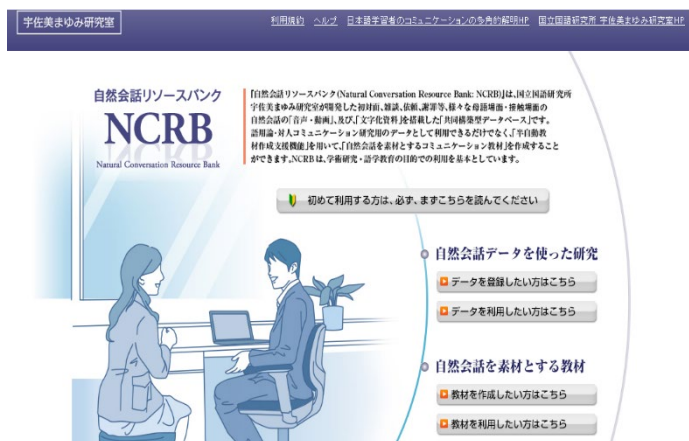 宇佐美まゆみ研究室
利用規約 ヘルプ 日本語学習者のコミュニケーションの多角的解明HP 国立国語研究所 宇佐美まゆみ研究室HP
自然会話リソースバンク
NCRB
Natural Conversation Resource Bank
『自然会話リソースバンク(Natural Conversation Resource Bank: NCRB)』は、国立国語研究所
宇佐美まゆみ研究室が開発した初対面、雑談、依頼、謝罪等、様々な母語場面・接触場面の
自然会話の「音声・動画」、及び、「文字化資料」を搭載した「共同構築型データベース」です。
語用論・対人コミュニケーション研究用のデータとして利用できるだけでなく、「半自動教
材作成支援機能」を用いて、「自然会話を素材とするコミュニケーション教材」を作成すること
ができます。NCRBは、学術研究・語学教育の目的での利用を基本としています。
初めて利用する方は、必ず、まずこちらを読んでください
自然会話データを使った研究
データを登録したい方はこちら
データを利用したい方はこちら
自然会話を素材とする教材
教材を作成したい方はこちら
教材を利用したい方はこちら